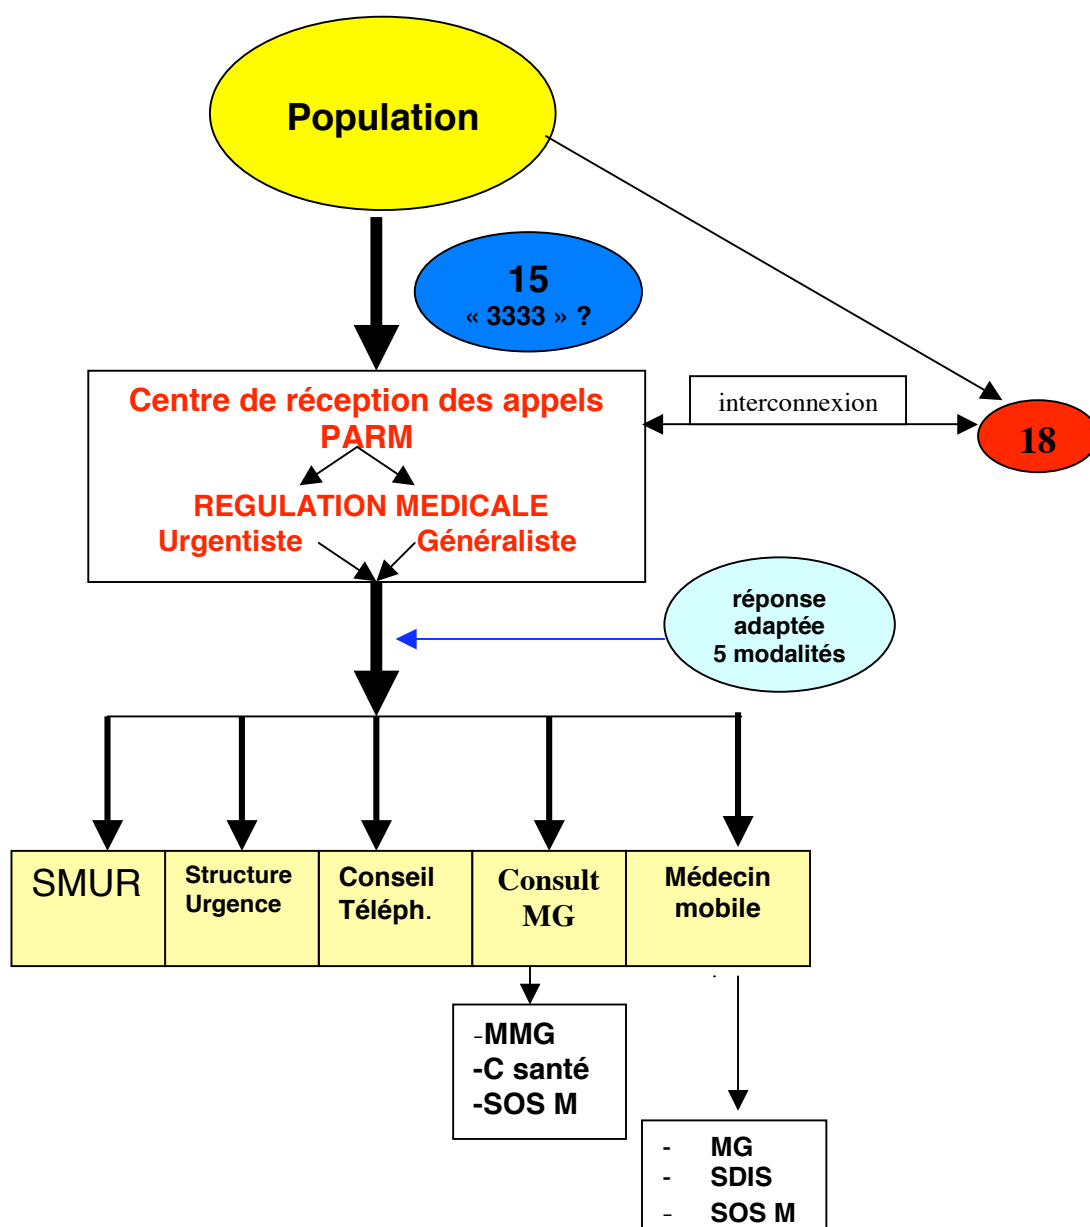 Population
15
« 3333 » ?
Centre de réception des appels
PARM
interconnexion
18
REGULATION MEDICALE
Urgentiste
Généraliste
réponse
adaptée
5 modalités
SMUR
Structure
Urgence
Conseil
Téléph.
Consult
MG
Médecin
mobile
-MMG
-C santé
-SOS M
- MG
- SDIS
- SOS M